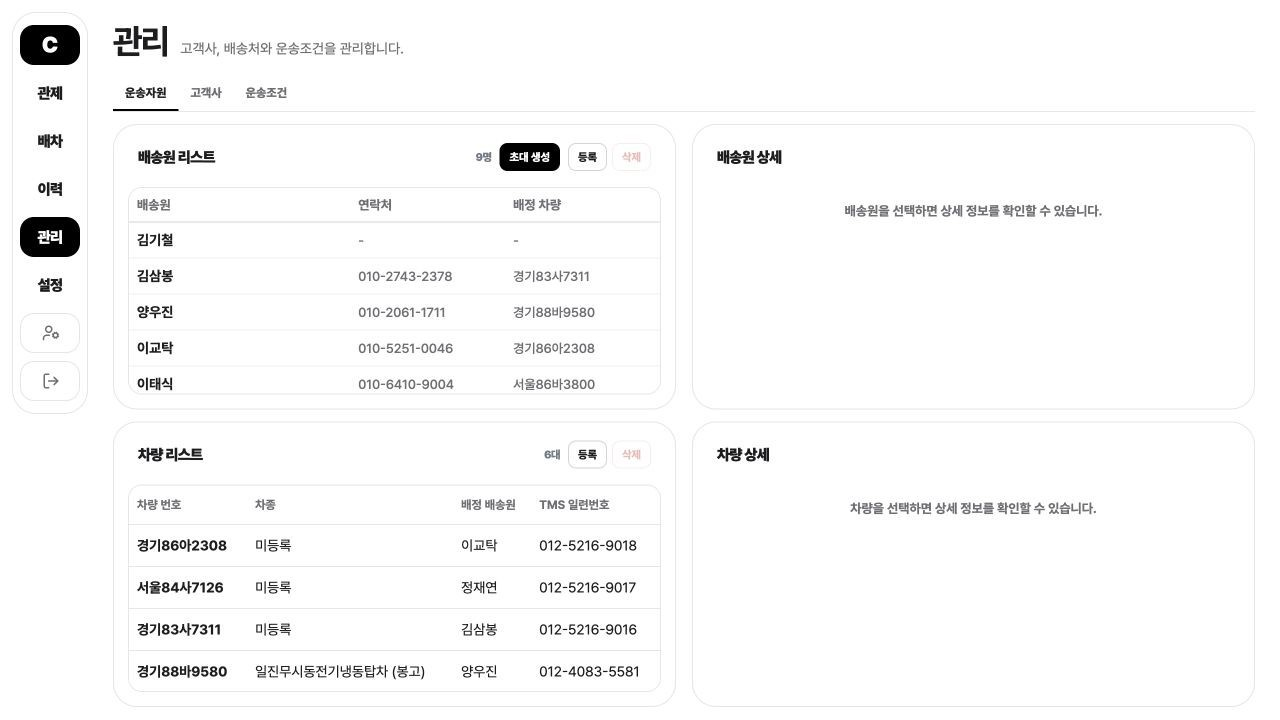 C
관제
배차
이력
관리
설정
관리 고객사, 배송처와 운송조건을 관리합니다.
운송자원 고객사 운송조건
배송원 리스트 9명 초대 생성 등록 삭제
배송원 연락처 배정 차량
김기철 - -
김삼봉 010-2743-2378 경기83사7311
양우진 010-2061-1711 경기88바9580
이교탁 010-5251-0046 경기86아2308
이태식 010-6410-9004 서울86바3800
배송원 상세
배송원을 선택하면 상세 정보를 확인할 수 있습니다.
차량 리스트 6대 등록 삭제
차량 번호 차종 배정 배송원 TMS 일련번호
경기86아2308 미등록 이교탁 012-5216-9018
서울84사7126 미등록 정재연 012-5216-9017
경기83사7311 미등록 김삼봉 012-5216-9016
경기88바9580 일진무시동전기냉동탑차 (봉고) 양우진 012-4083-5581
차량 상세
차량을 선택하면 상세 정보를 확인할 수 있습니다.